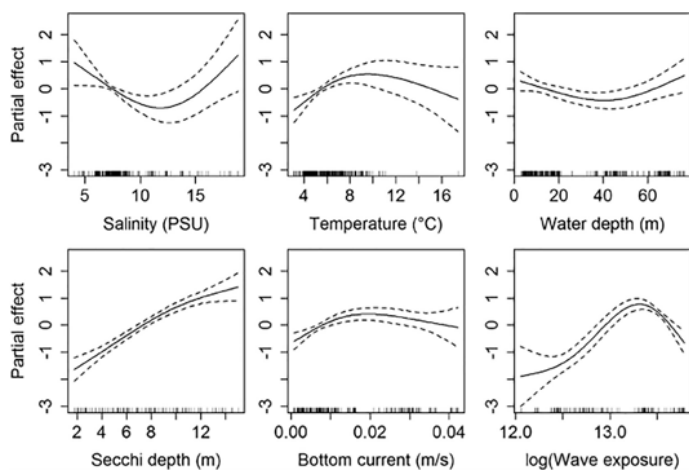 Partial effect
2
1
0
-1
-3
5 10 15
Salinity (PSU)
2
1
0
-1
-3
4 8 12 16
Temperature (°C)
2
1
0
-1
-3
0 20 40 60
Water depth (m)
Partial effect
2
1
0
-1
-3
2 4 6 8 12
Secchi depth (m)
2
1
0
-1
-3
0.00 0.02 0.04
Bottom current (m/s)
2
1
0
-1
-3
12.0 13.0
log(Wave exposure)